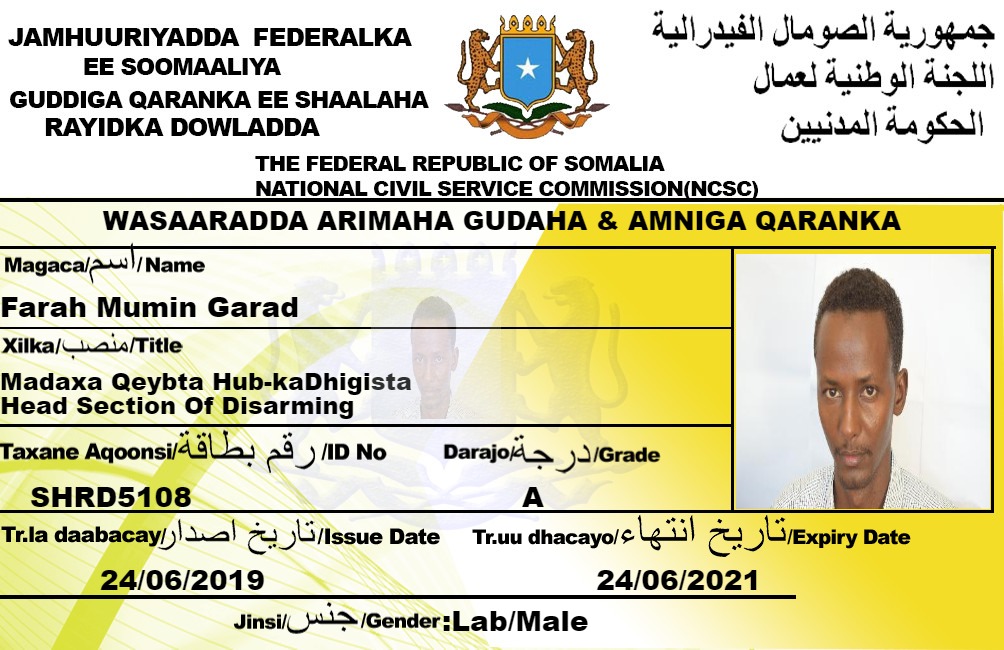 JAMHUURIYADDA FEDERALKA
EE SOOMAALIYA
GUDDIGA QARANKA EE SHAALAHA
RAYIDKA DOWLADDA
جمهورية الصومال الفيدرالية
اللجنة الوطنية لعمال
الحكومة المدنيين
THE FEDERAL REPUBLIC OF SOMALIA
NATIONAL CIVIL SERVICE COMMISSION(NCSC)
WASAARADDA ARIMAHA GUDAHA & AMNIGA QARANKA
Magaca/اسم/Name
Farah Mumin Garad
Xilka/منصب/Title
Madaxa Qeybta Hub-kaDhigista
Head Section Of Disarming
Taxane Aqoonsi/رقم بطاقة/ID No
Darajo/درجة/Grade
SHRD5108
A
Tr.la daabacay/تاريخ اصدار/Issue Date
Tr.uu dhacayo/تاريخ انتهاء/Expiry Date
24/06/2019
24/06/2021
Jinsi/جنس/Gender:Lab/Male